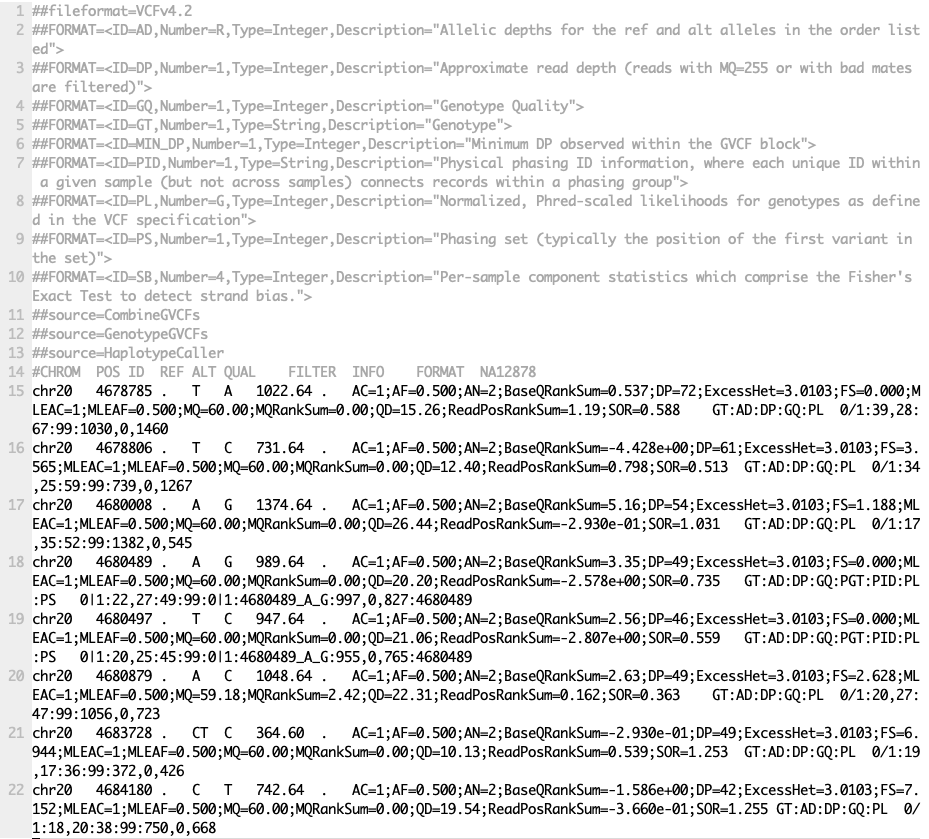 1 ##fileformat=VCFv4.2
2 ##FORMAT=<ID=AD,Number=R,Type=Integer,Description="Allelic depths for the ref and alt alleles in the order list
ed">
3 ##FORMAT=<ID=DP,Number=1,Type=Integer,Description="Approximate read depth (reads with MQ=255 or with bad mates
are filtered)">
4 ##FORMAT=<ID=GQ,Number=1,Type=Integer,Description="Genotype Quality">
5 ##FORMAT=<ID=GT,Number=1,Type=String,Description="Genotype">
6 ##FORMAT=<ID=MIN_DP,Number=1,Type=Integer,Description="Minimum DP observed within the GVCF block">
7 ##FORMAT=<ID=PID,Number=1,Type=String,Description="Physical phasing ID information, where each unique ID within
a given sample (but not across samples) connects records within a phasing group">
8 ##FORMAT=<ID=PL,Number=G,Type=Integer,Description="Normalized, Phred-scaled likelihoods for genotypes as define
d in the VCF specification">
9 ##FORMAT=<ID=PS,Number=1,Type=Integer,Description="Phasing set (typically the position of the first variant in
the set)">
10 ##FORMAT=<ID=SB,Number=4,Type=Integer,Description="Per-sample component statistics which comprise the Fisher's
Exact Test to detect strand bias.">
11 ##source=CombineGVCFs
12 ##source=GenotypeGVCFs
13 ##source=HaplotypeCaller
14 #CHROM POS ID REF ALT QUAL FILTER INFO FORMAT NA12878
15 chr20 4678785 . T A 1022.64 . AC=1;AF=0.500;AN=2;BaseQRankSum=0.537;DP=72;ExcessHet=3.0103;FS=0.000;M
LEAC=1;MLEAF=0.500;MQ=60.00;MQRankSum=0.00;QD=15.26;ReadPosRankSum=1.19;SOR=0.588 GT:AD:DP:GQ:PL 0/1:39,28:
67:99:1030,0,1460
16 chr20 4678806 . T C 731.64 . AC=1;AF=0.500;AN=2;BaseQRankSum=-4.428e+00;DP=61;ExcessHet=3.0103;FS=3.
565;MLEAC=1;MLEAF=0.500;MQ=60.00;MQRankSum=0.00;QD=12.40;ReadPosRankSum=0.798;SOR=0.513 GT:AD:DP:GQ:PL 0/1:34
,25:59:99:739,0,1267
17 chr20 4680008 . A G 1374.64 . AC=1;AF=0.500;AN=2;BaseQRankSum=5.16;DP=54;ExcessHet=3.0103;FS=1.188;ML
EAC=1;MLEAF=0.500;MQ=60.00;MQRankSum=0.00;QD=26.44;ReadPosRankSum=-2.930e-01;SOR=1.031 GT:AD:DP:GQ:PL 0/1:17
,35:52:99:1382,0,545
18 chr20 4680489 . A G 989.64 . AC=1;AF=0.500;AN=2;BaseQRankSum=3.35;DP=49;ExcessHet=3.0103;FS=0.000;ML
EAC=1;MLEAF=0.500;MQ=60.00;MQRankSum=0.00;QD=20.20;ReadPosRankSum=-2.578e+00;SOR=0.735 GT:AD:DP:GQ:PGT:PID:PL
:PS 0|1:22,27:49:99:0|1:4680489_A_G:997,0,827:4680489
19 chr20 4680497 . T C 947.64 . AC=1;AF=0.500;AN=2;BaseQRankSum=2.56;DP=46;ExcessHet=3.0103;FS=0.000;ML
EAC=1;MLEAF=0.500;MQ=60.00;MQRankSum=0.00;QD=21.06;ReadPosRankSum=-2.807e+00;SOR=0.559 GT:AD:DP:GQ:PGT:PID:PL
:PS 0|1:20,25:45:99:0|1:4680489_A_G:955,0,765:4680489
20 chr20 4680879 . A C 1048.64 . AC=1;AF=0.500;AN=2;BaseQRankSum=2.63;DP=49;ExcessHet=3.0103;FS=2.628;ML
EAC=1;MLEAF=0.500;MQ=59.18;MQRankSum=2.42;QD=22.31;ReadPosRankSum=0.162;SOR=0.363 GT:AD:DP:GQ:PL 0/1:20,27:
47:99:1056,0,723
21 chr20 4683728 . CT C 364.60 . AC=1;AF=0.500;AN=2;BaseQRankSum=-2.930e-01;DP=49;ExcessHet=3.0103;FS=6.
944;MLEAC=1;MLEAF=0.500;MQ=60.00;MQRankSum=0.00;QD=10.13;ReadPosRankSum=0.539;SOR=1.253 GT:AD:DP:GQ:PL 0/1:19
,17:36:99:372,0,426
22 chr20 4684180 . C T 742.64 . AC=1;AF=0.500;AN=2;BaseQRankSum=-1.586e+00;DP=42;ExcessHet=3.0103;FS=7.
152;MLEAC=1;MLEAF=0.500;MQ=60.00;MQRankSum=0.00;QD=19.54;ReadPosRankSum=-3.660e-01;SOR=1.255 GT:AD:DP:GQ:PL 0/
1:18,20:38:99:750,0,668